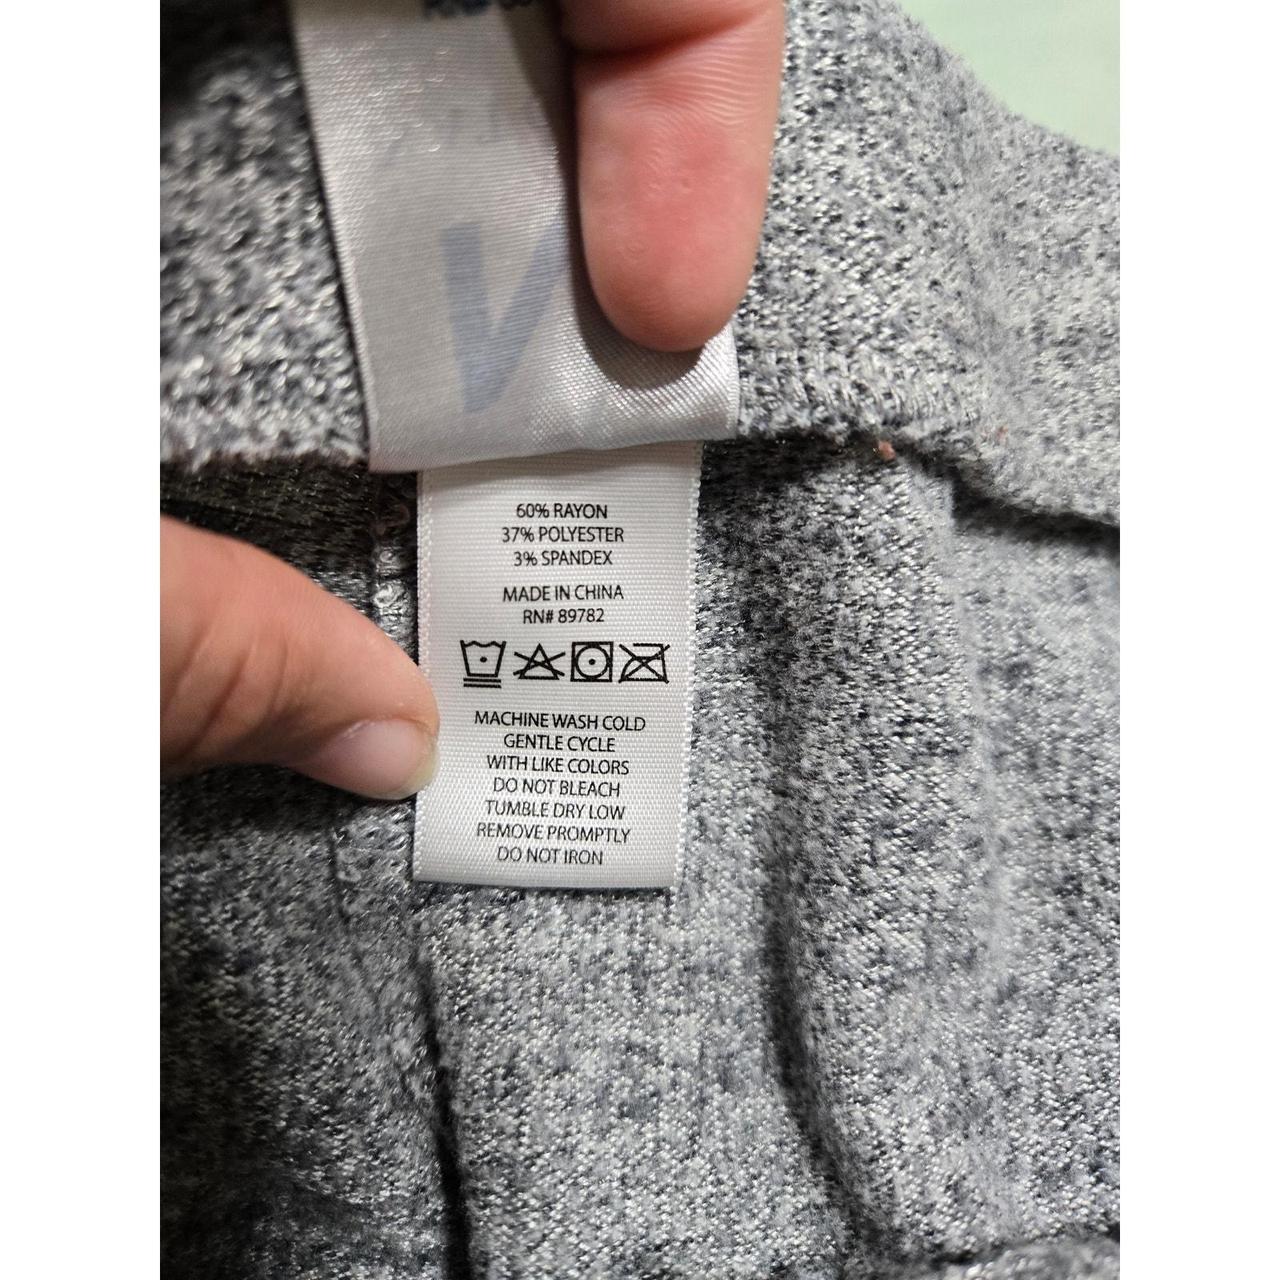 60% RAYON
37% POLYESTER
3% SPANDEX
MADE IN CHINA
RN# 89782
MACHINE WASH COLD
GENTLE CYCLE
WITH LIKE COLORS
DO NOT BLEACH
TUMBLE DRY LOW
REMOVE PROMPTLY
DO NOT IRON